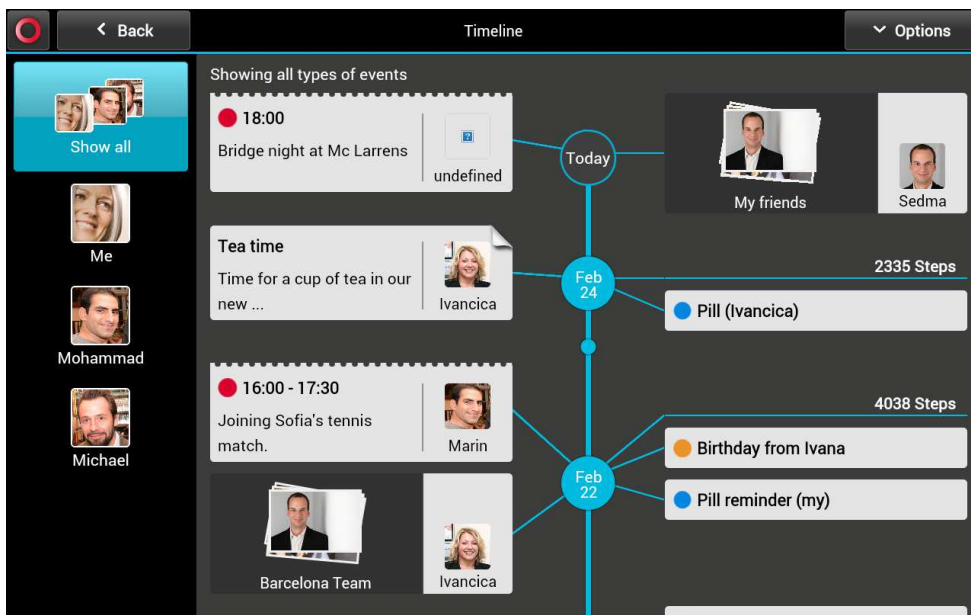 Back
Timeline
Options
Show all
Me
Mohammad
Michael
Showing all types of events
18:00
Bridge night at Mc Larrens
undefined
Today
My friends
Sedma
Tea time
Time for a cup of tea in our
new ...
Ivancica
Feb
24
2335 Steps
Pill (Ivancica)
16:00 - 17:30
Joining Sofia's tennis
match.
Marin
Feb
22
4038 Steps
Birthday from Ivana
Pill reminder (my)
Barcelona Team
Ivancica